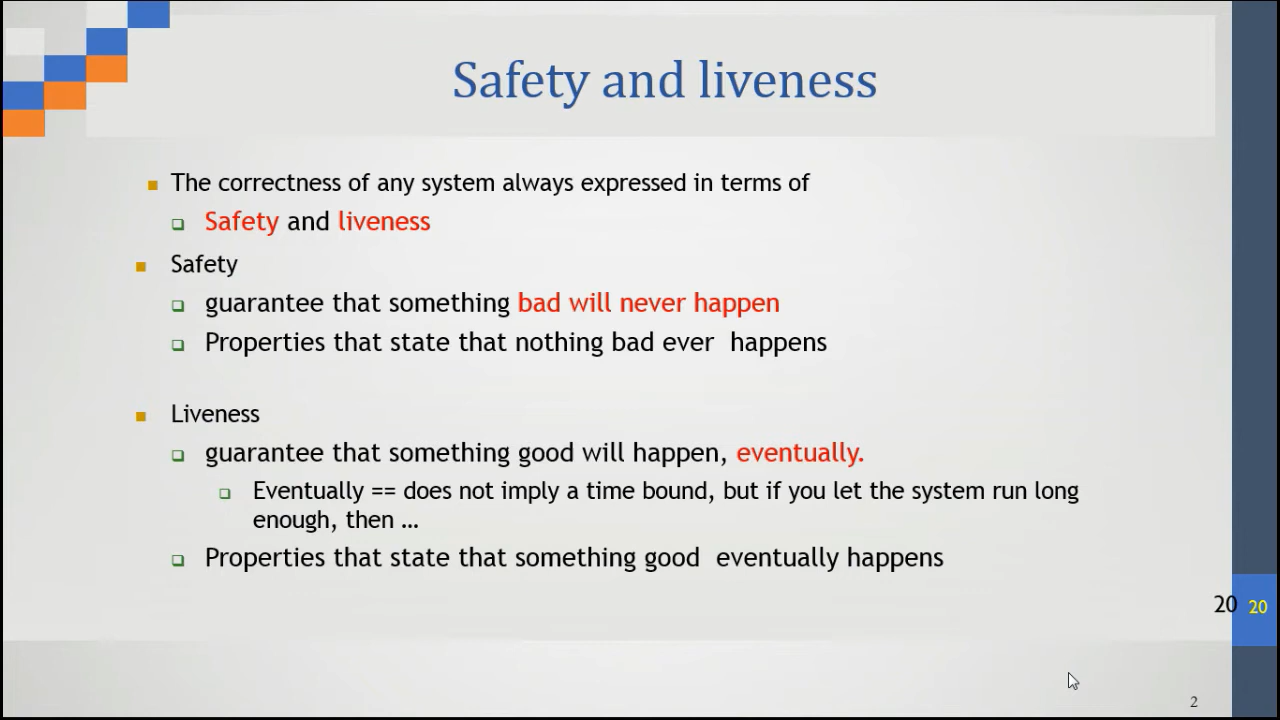 Safety and liveness
The correctness of any system always expressed in terms of
Safety and liveness
Safety
guarantee that something bad will never happen
Properties that state that nothing bad ever happens
Liveness
guarantee that something good will happen, eventually.
Eventually == does not imply a time bound, but if you let the system run long
enough, then …
Properties that state that something good eventually happens
20 20
2